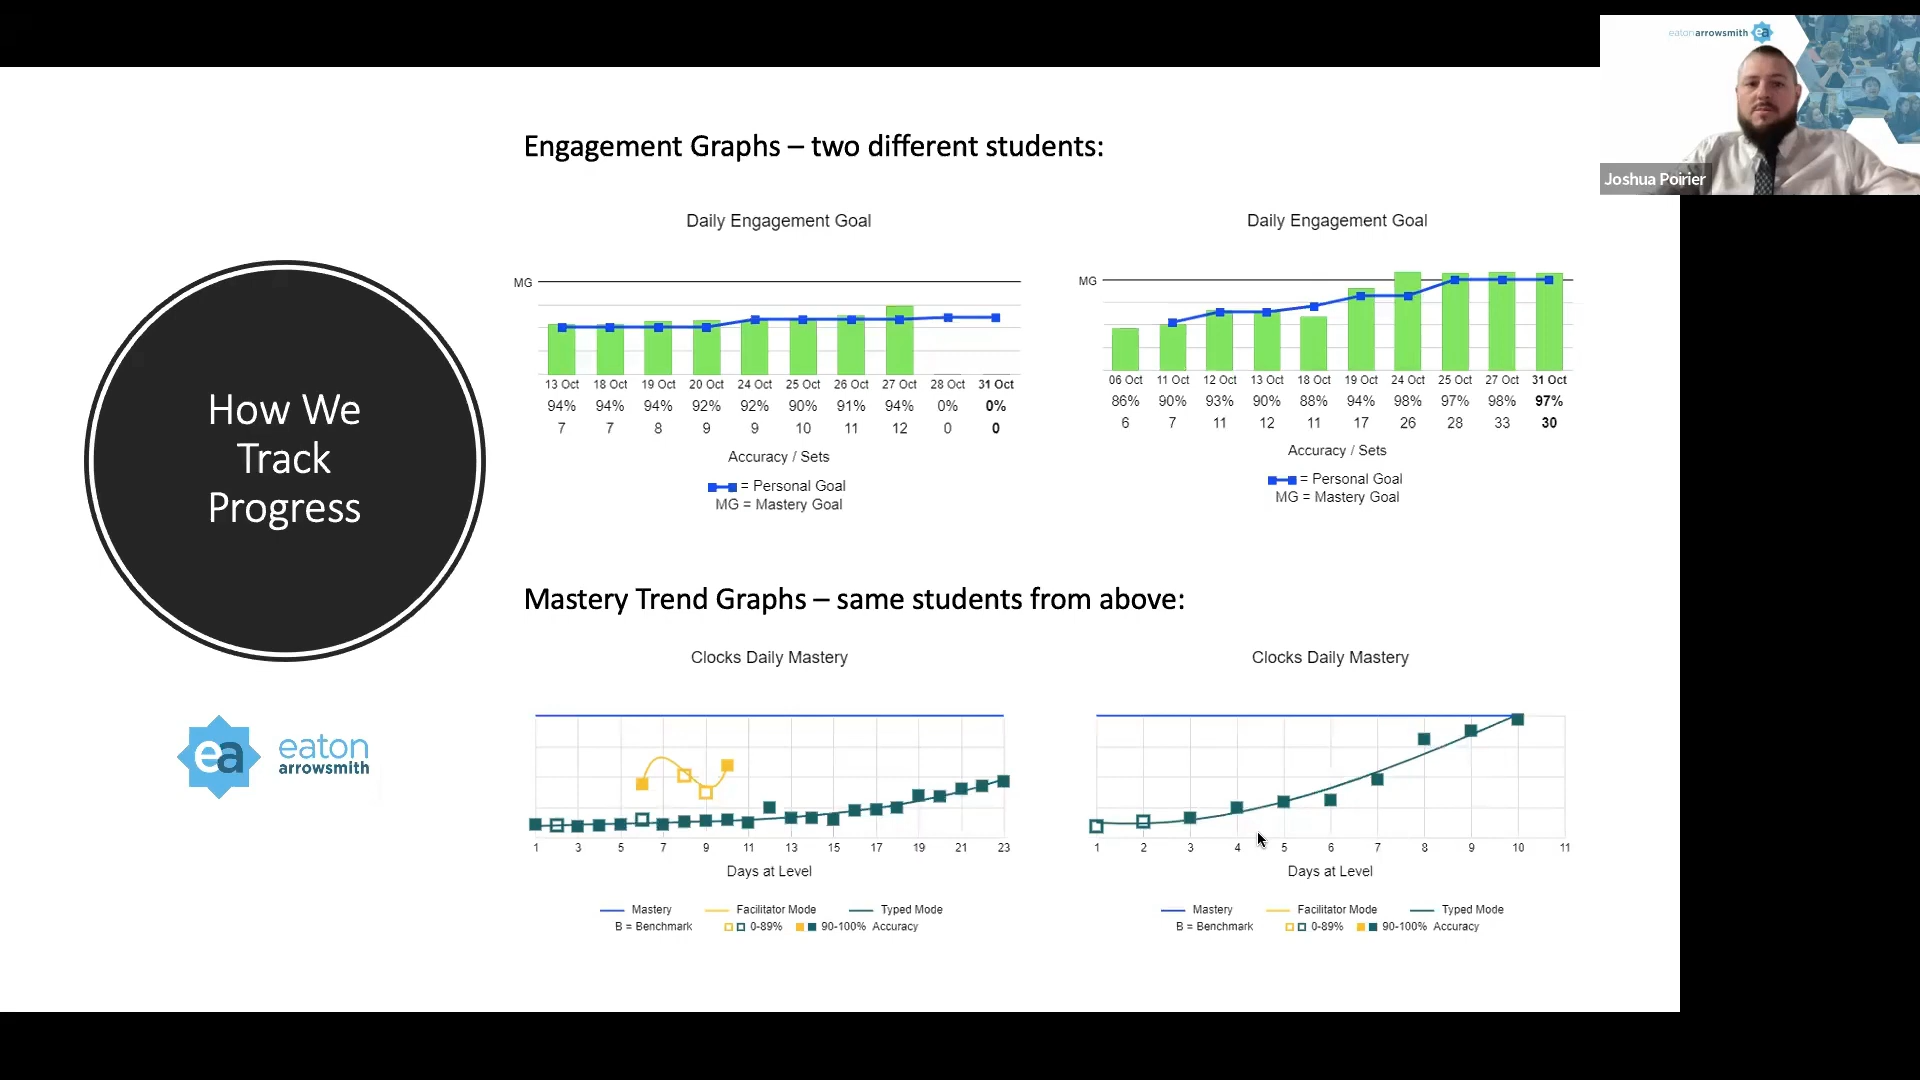 eaton arrowsmith ea
Joshua Poirier
Engagement Graphs – two different students:
Daily Engagement Goal
MG
13 Oct 18 Oct 19 Oct 20 Oct 24 Oct 25 Oct 26 Oct 27 Oct 28 Oct 31 Oct
94% 94% 94% 92% 92% 90% 91% 94% 0% 0%
7 7 8 9 9 10 11 12 0 0
Accuracy / Sets
= Personal Goal
MG = Mastery Goal
Daily Engagement Goal
MG
06 Oct 11 Oct 12 Oct 13 Oct 18 Oct 19 Oct 24 Oct 25 Oct 27 Oct 31 Oct
86% 90% 93% 90% 88% 94% 98% 97% 98% 97%
6 7 11 12 11 17 26 28 33 30
Accuracy / Sets
= Personal Goal
MG = Mastery Goal
How We
Track
Progress
ea eaton
arrowsmith
Mastery Trend Graphs – same students from above:
Clocks Daily Mastery
1 3 5 7 9 11 13 15 17 19 21 23
Days at Level
Mastery Facilitator Mode Typed Mode
B = Benchmark 0-89% 90-100% Accuracy
Clocks Daily Mastery
1 2 3 4 5 6 7 8 9 10 11
Days at Level
Mastery Facilitator Mode Typed Mode
B = Benchmark 0-89% 90-100% Accuracy